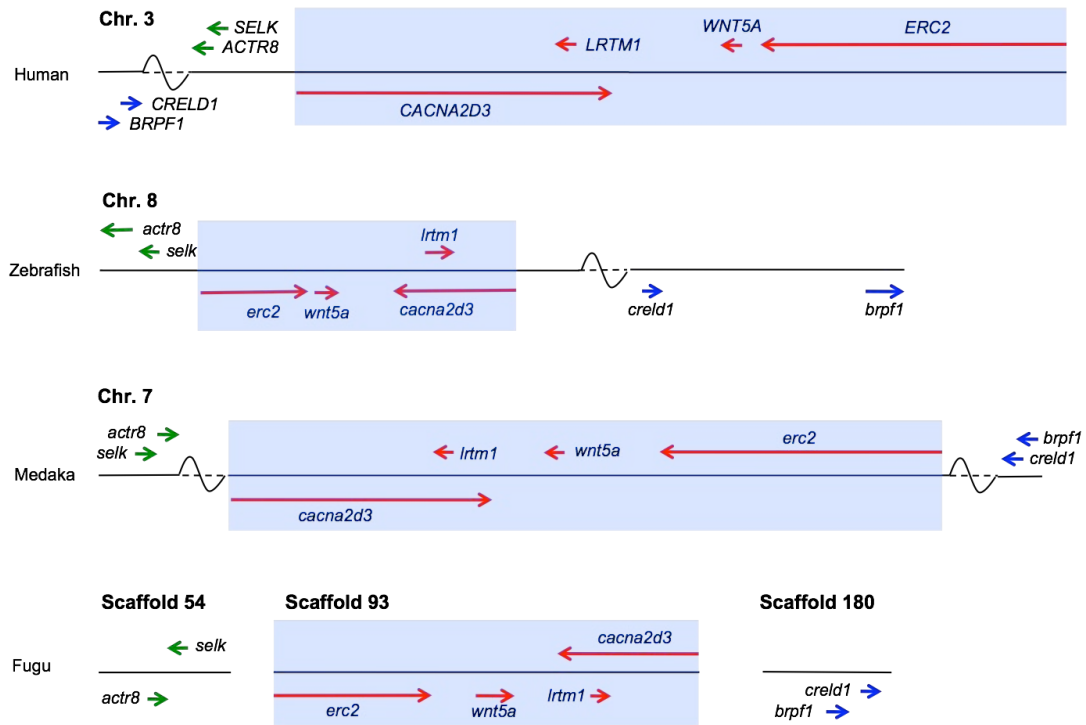 Chr. 3
SELK
ACTR8
LRTM1
WNT5A
ERC2
Human
CRELD1
BRPF1
CACNA2D3
Chr. 8
actr8
selk
lrtm1
Zebrafish
erc2
wnt5a
cacna2d3
creld1
brpf1
Chr. 7
actr8
selk
lrtm1
wnt5a
erc2
brpf1
creld1
Medaka
cacna2d3
Scaffold 54
Scaffold 93
Scaffold 180
selk
cacna2d3
Fugu
actr8
erc2
wnt5a
lrtm1
creld1
brpf1